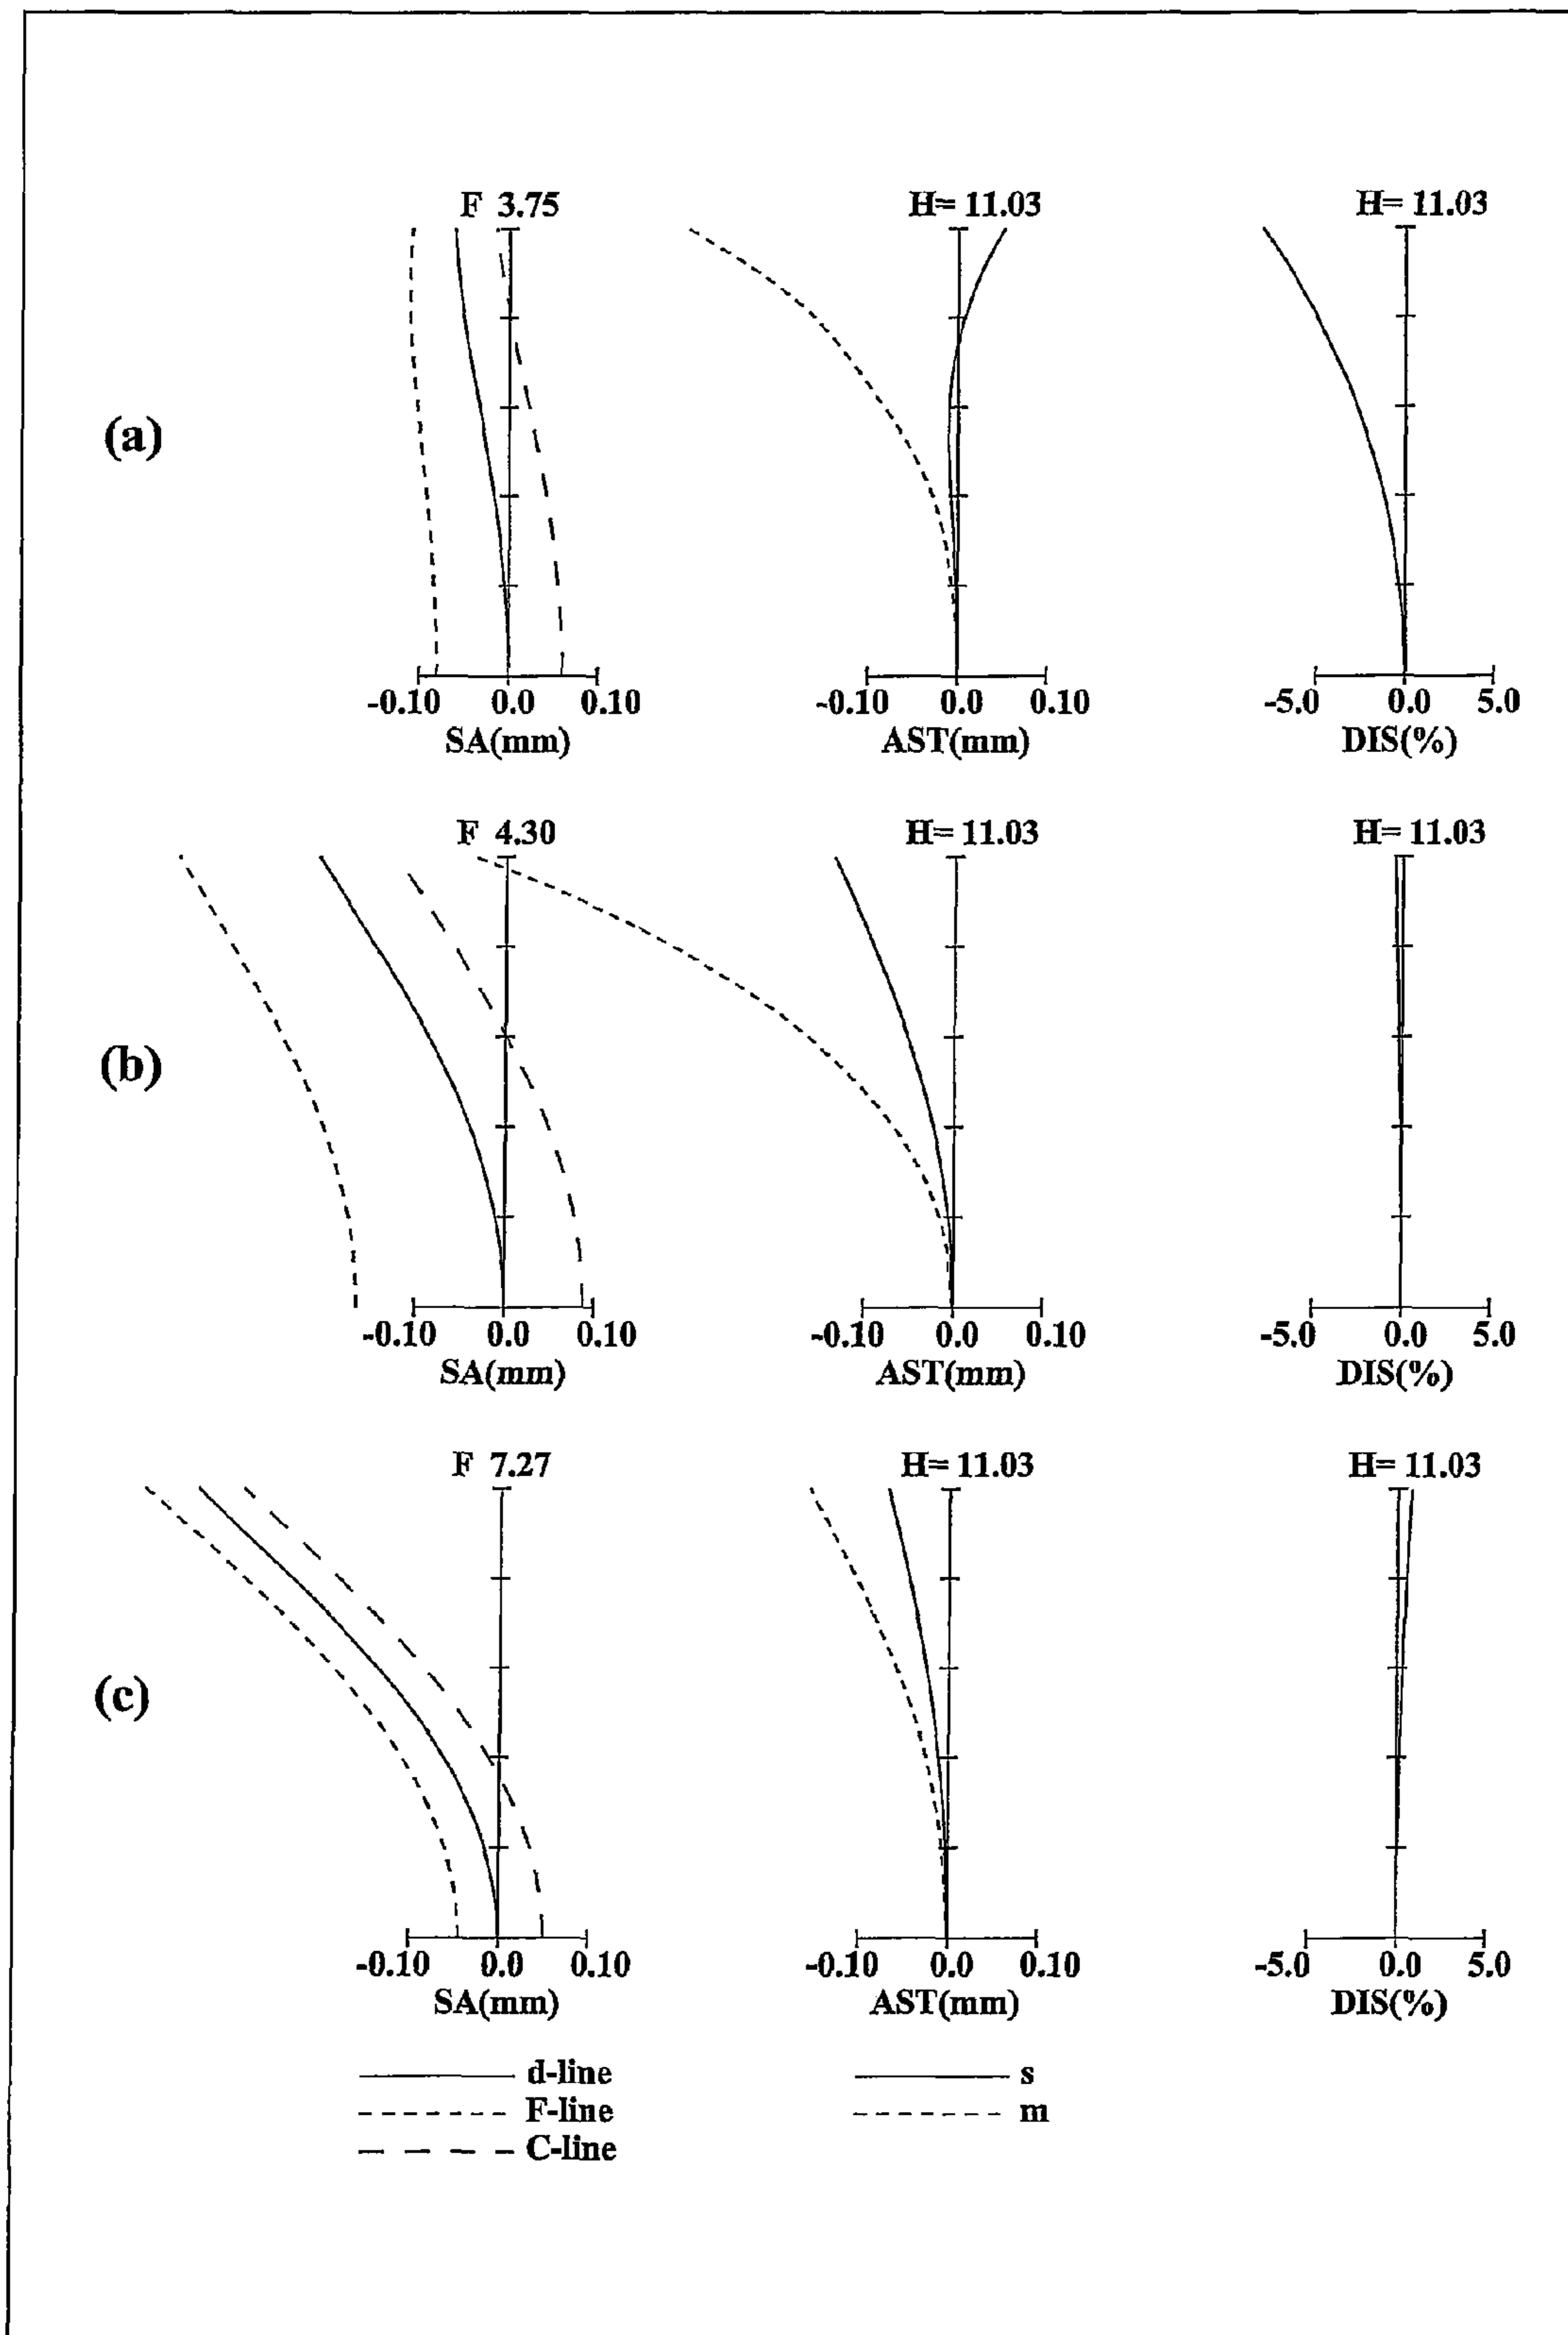 F 3.75 H= 11.03 H= 11.03
(a)
-0.10 0.0 0.10 -0.10 0.0 0.10 -5.0 0.0 5.0
SA(mm) AST(mm) DIS(%)
F 4.30 H= 11.03 H= 11.03
(b)
-0.10 0.0 0.10 -0.10 0.0 0.10 -5.0 0.0 5.0
SA(mm) AST(mm) DIS(%)
F 7.27 H= 11.03 H= 11.03
(c)
-0.10 0.0 0.10 -0.10 0.0 0.10 -5.0 0.0 5.0
SA(mm) AST(mm) DIS(%)
d-line s
F-line m
C-line